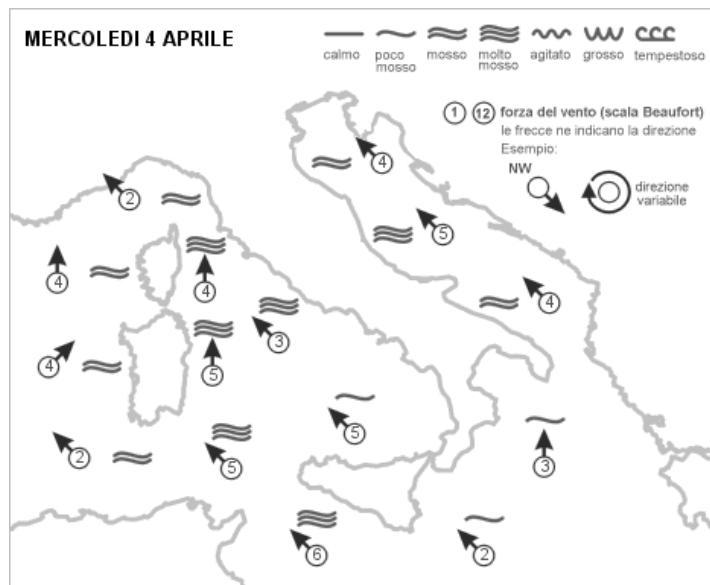 MERCOLEDI 4 APRILE
calmo
poco mosso
mosso
molto mosso
agitato
grosso
tempestoso
1 12 forza del vento (scala Beaufort)
le frecce ne indicano la direzione
Esempio:
NW
direzione
variabile
4
2
5
4
4
4
3
4
5
5
2
5
3
6
2